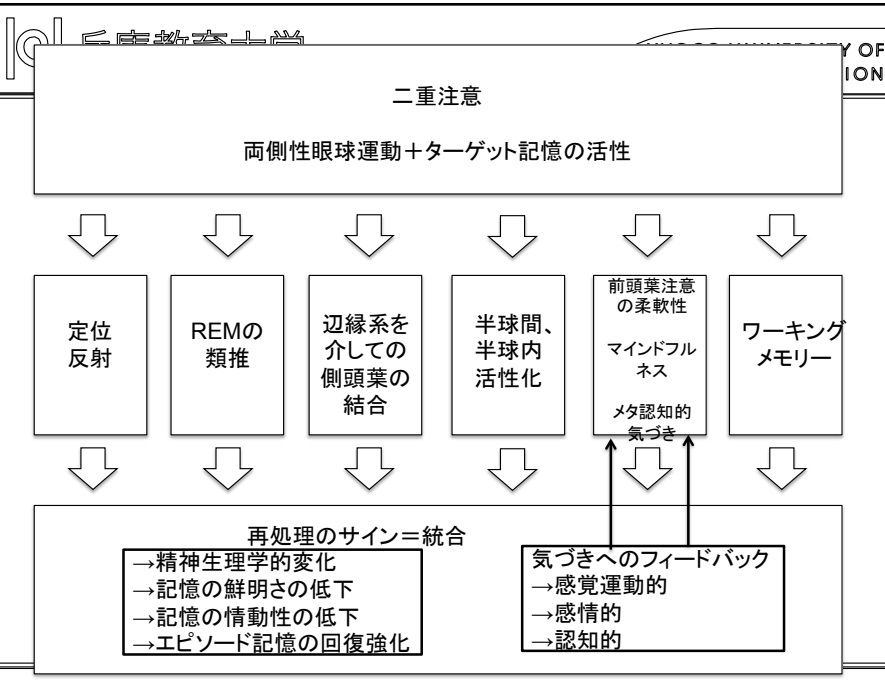 兵庫教育大学
Y OF
ION
二重注意
両側性眼球運動＋ターゲット記憶の活性
定位
反射
REMの
類推
辺縁系を
介しての
側頭葉の
結合
半球間、
半球内
活性化
前頭葉注意
の柔軟性
マインドフル
ネス
メタ認知的
気づき
ワーキング
メモリー
再処理のサイン＝統合
→精神生理学的変化
→記憶の鮮明さの低下
→記憶の情動性の低下
→エピソード記憶の回復強化
気づきへのフィードバック
→感覚運動的
→感情的
→認知的